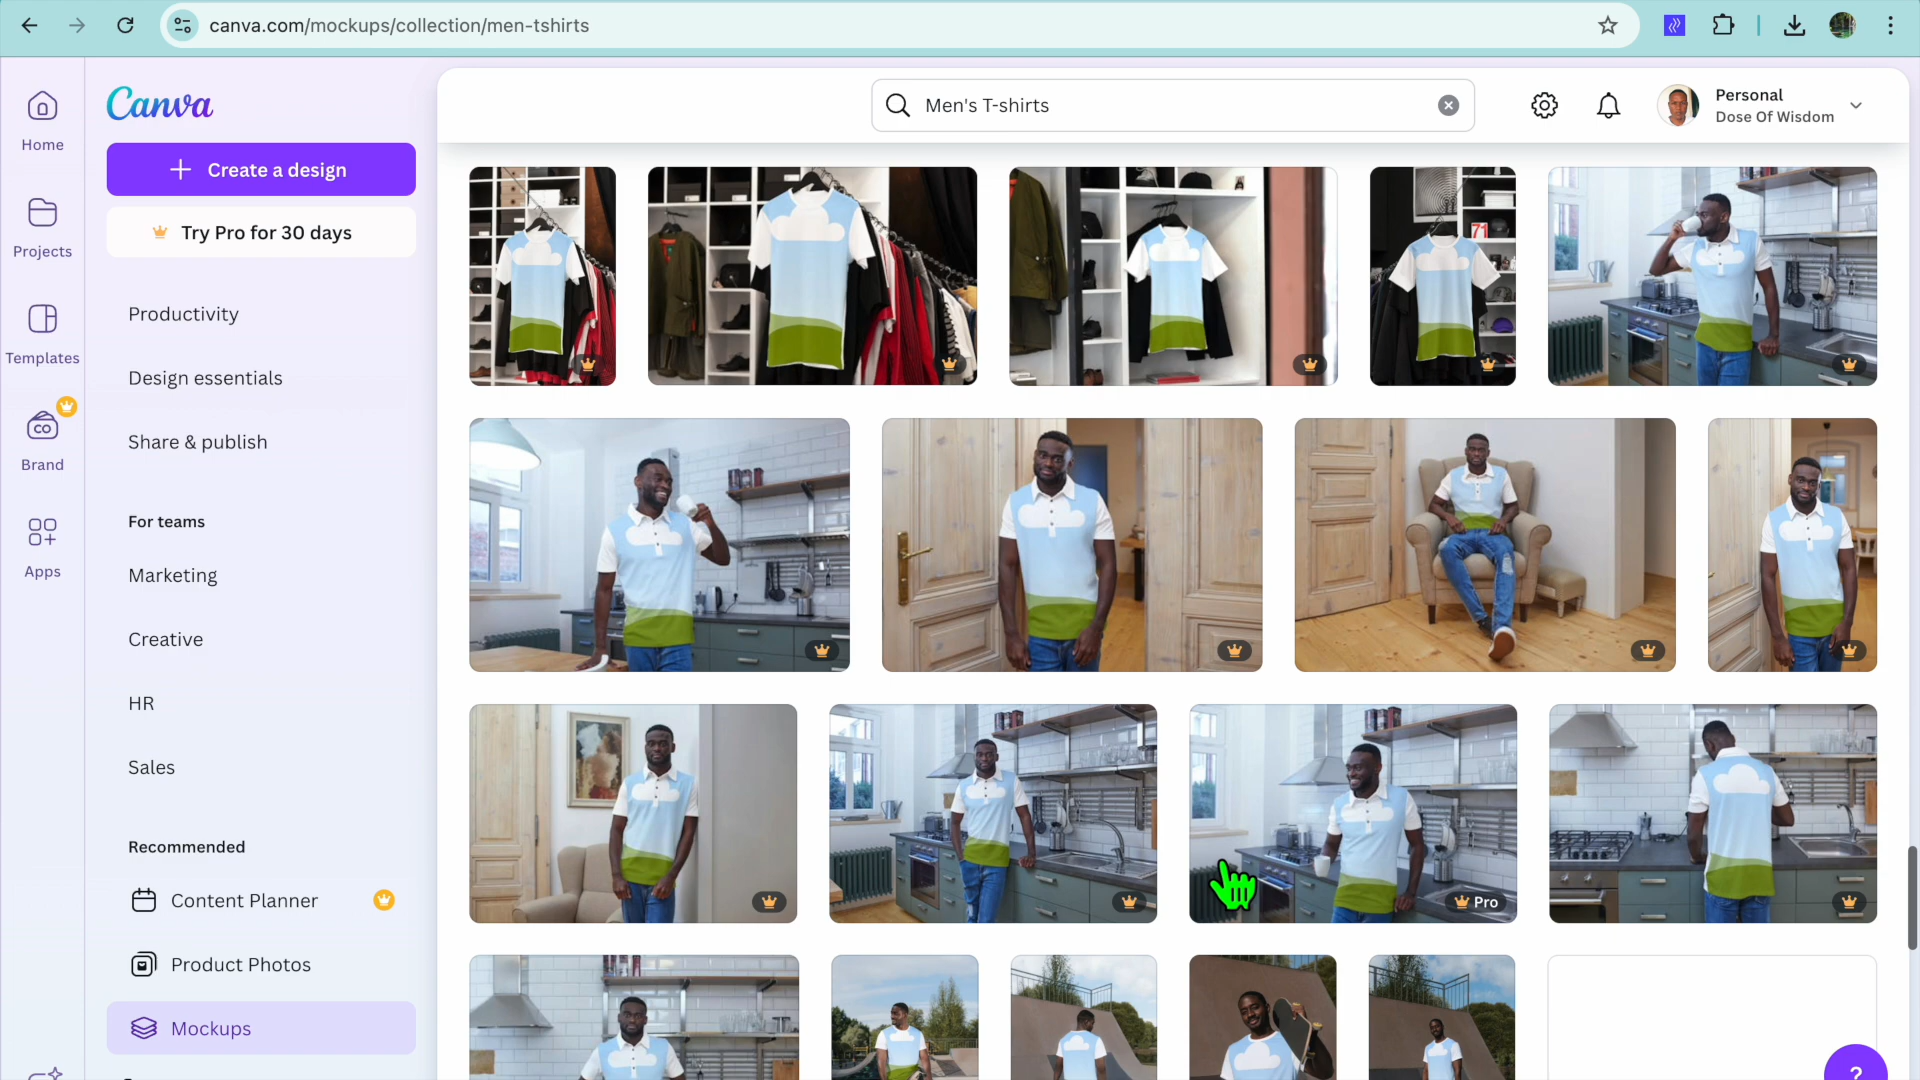 canva.com/mockups/collection/men-tshirts
Canva
Men's T-shirts
Personal
Dose Of Wisdom
Home
Projects
Templates
CO
Brand
Apps
Create a design
Try Pro for 30 days
Productivity
Design essentials
Share & publish
For teams
Marketing
Creative
HR
Sales
Recommended
Content Planner
Product Photos
Mockups
71
Pro
?